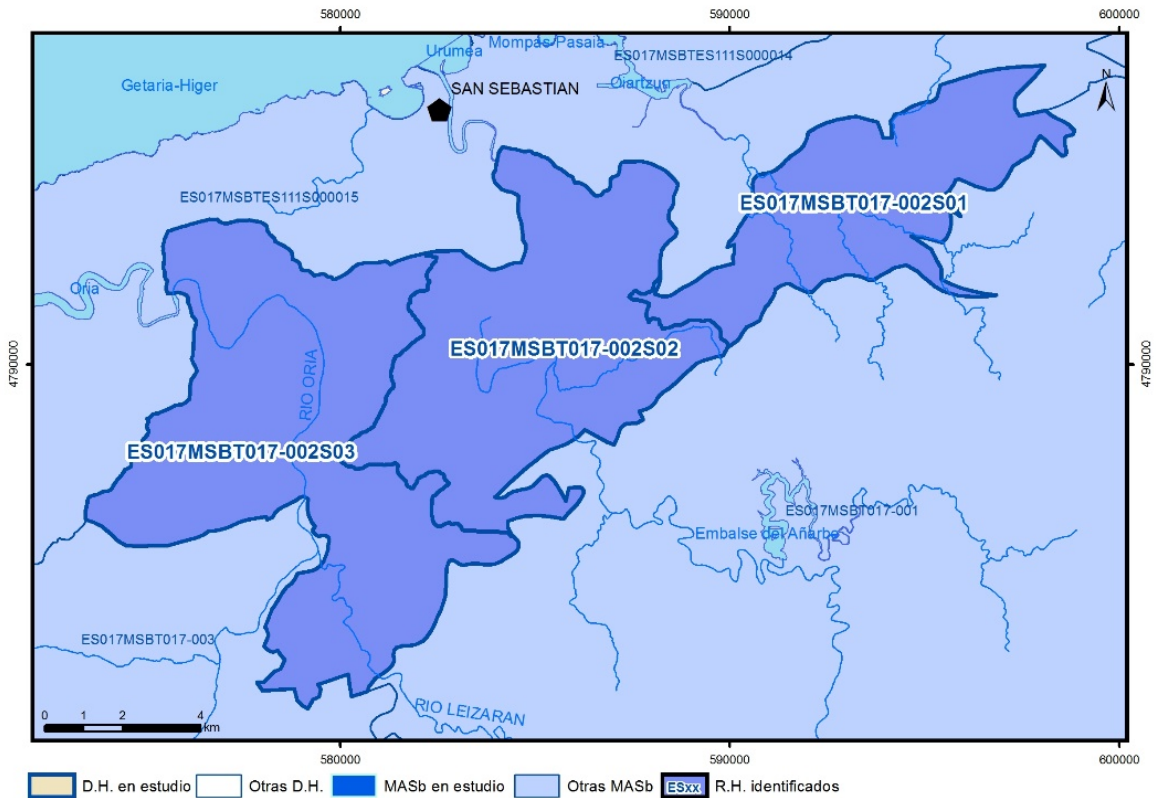 580000
590000
600000
Mompas-Pasaia
Urumea
ES017MSBTES111S000014
Getaria-Higer
Oiartzun
N
SAN SEBASTIAN
ES017MSBTES111S000015
ES017MSBT017-002S01
Oria
ES017MSBT017-002S02
4790000
4790000
RIO ORIA
ES017MSBT017-002S03
ES017MSBT017-001
Embalse del Añarbe
ES017MSBT017-003
RIO LEIZARAN
0 1 2 4
km
580000
590000
600000
D.H. en estudio
Otras D.H.
MASb en estudio
Otras MASb
ESxx
R.H. identificados